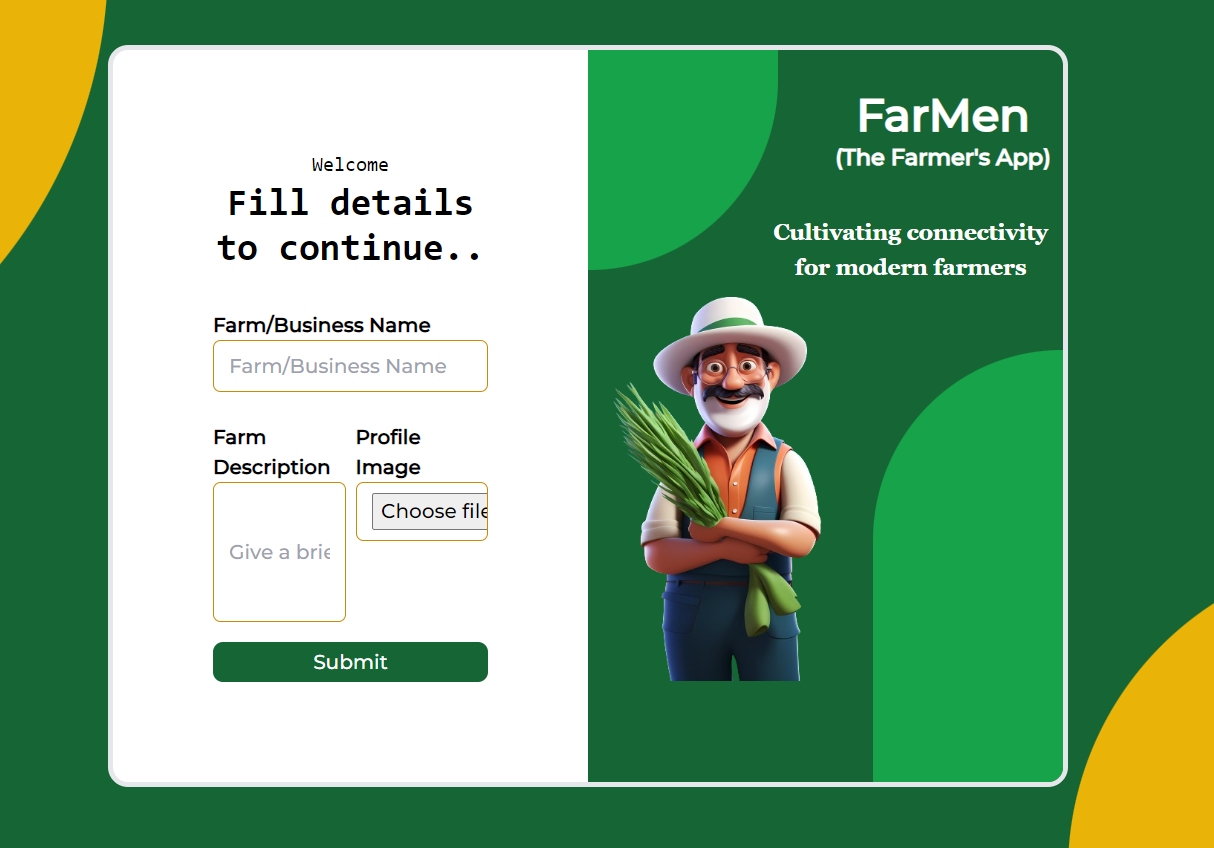 Welcome
Fill details
to continue..
Farm/Business Name
Farm/Business Name
Farm
Description
Give a brie
Profile
Image
Choose file
Submit
FarMen
(The Farmer's App)
Cultivating connectivity
for modern farmers